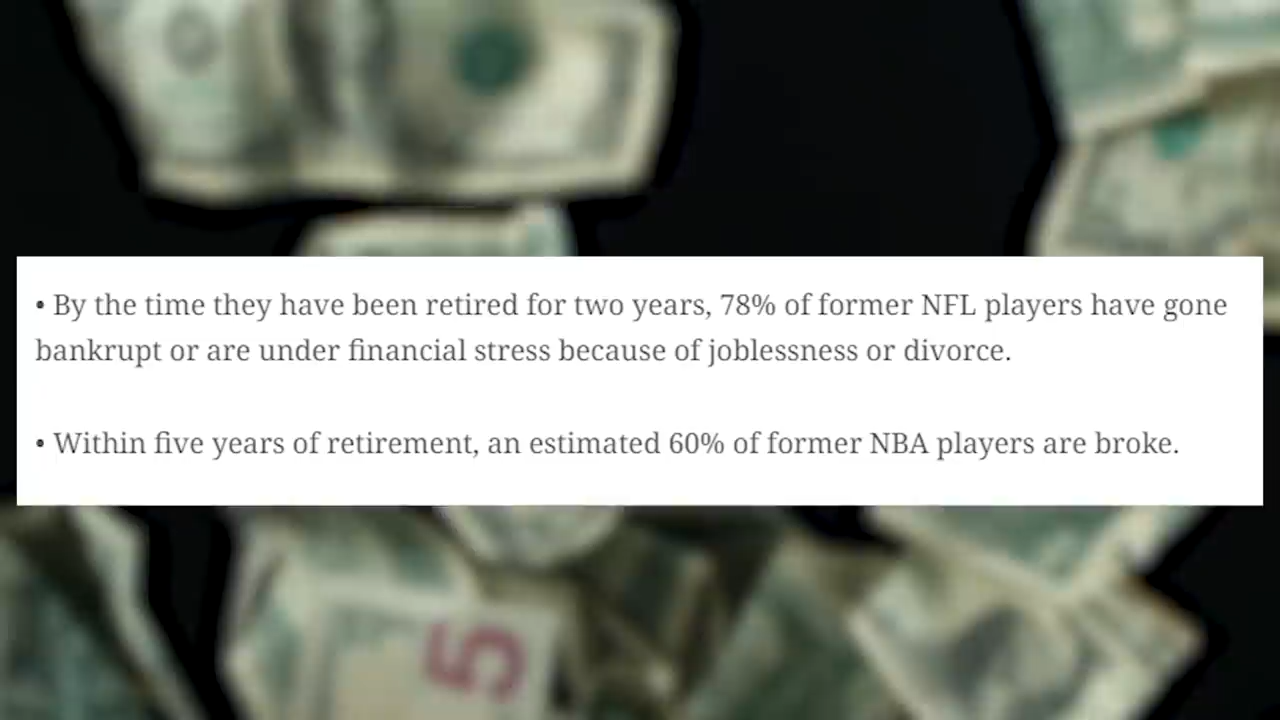 • By the time they have been retired for two years, 78% of former NFL players have gone
bankrupt or are under financial stress because of joblessness or divorce.
• Within five years of retirement, an estimated 60% of former NBA players are broke.
5